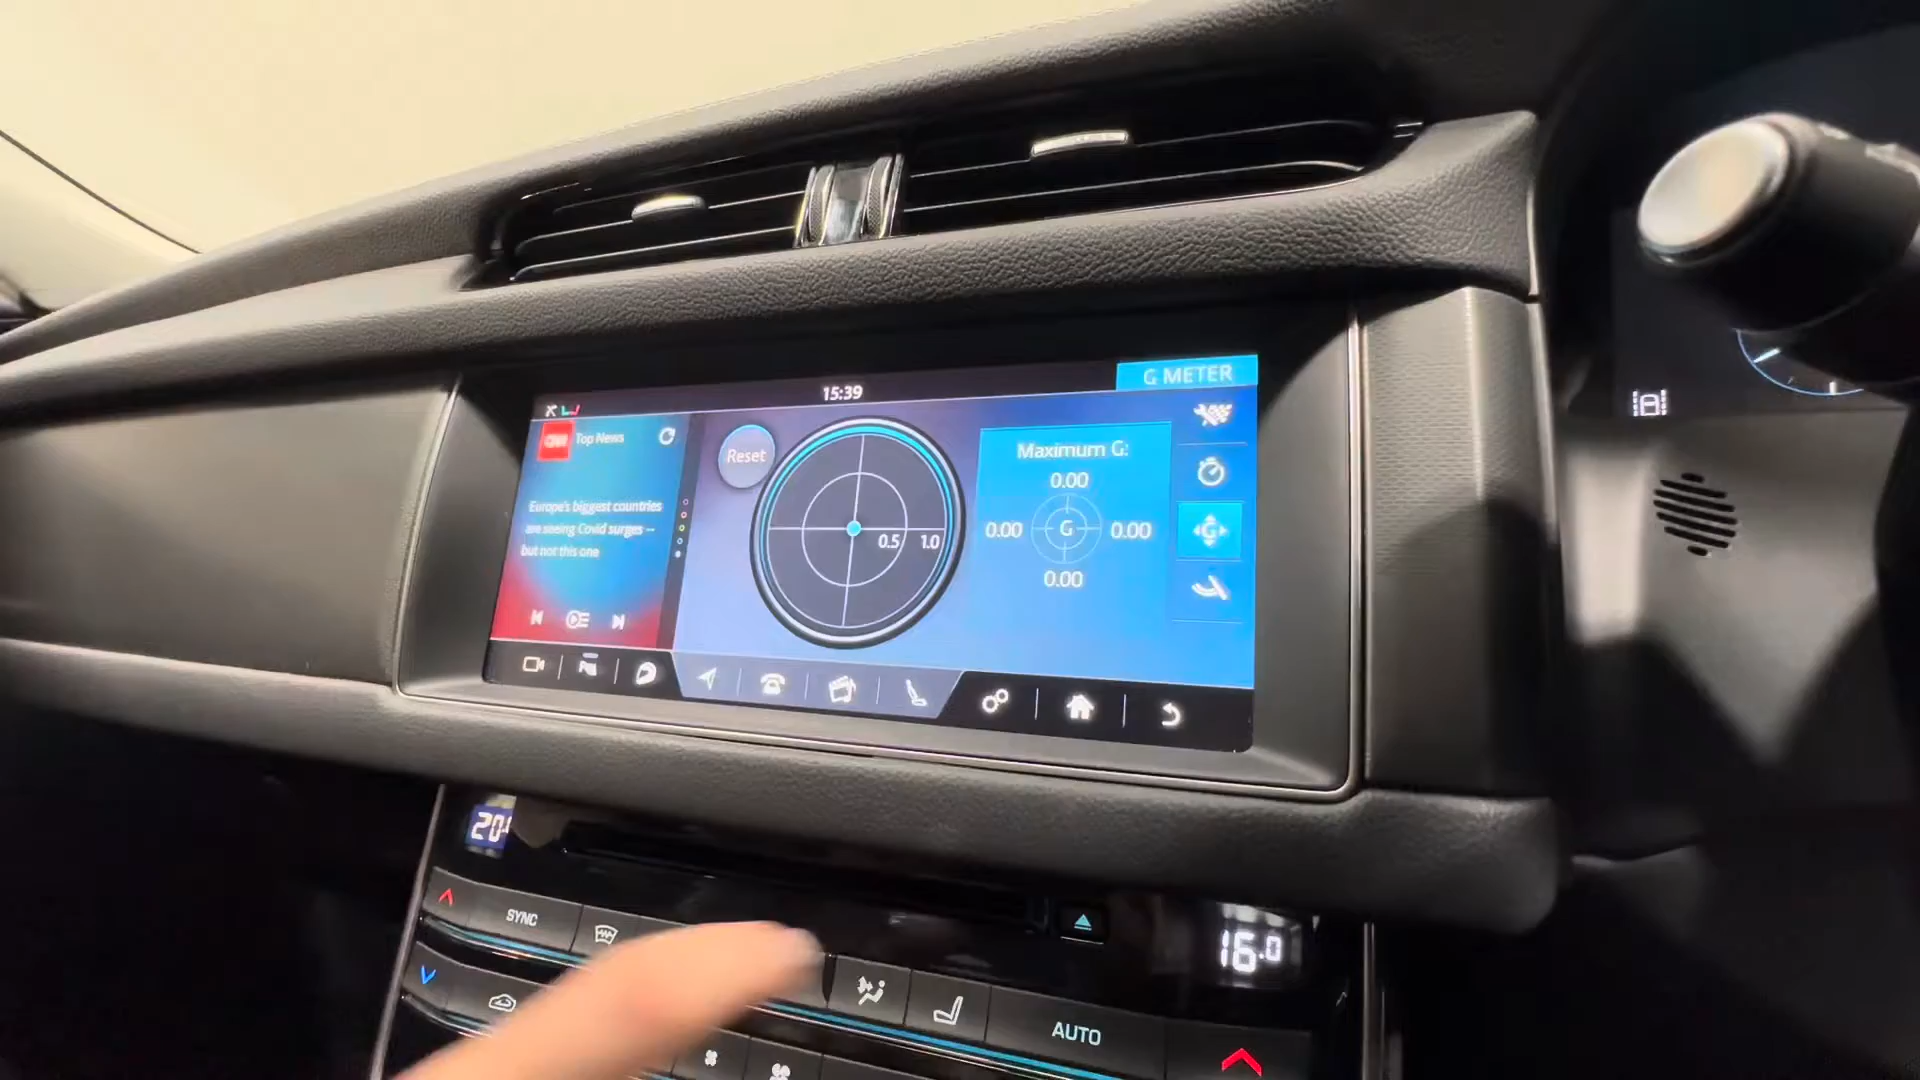 15:39
G METER
CNN Top News
Europe's biggest countries
are seeing Covid surges --
but not this one
Reset
0.5 1.0
Maximum G:
0.00
0.00 G 0.00
0.00
G
SYNC
16.0
AUTO